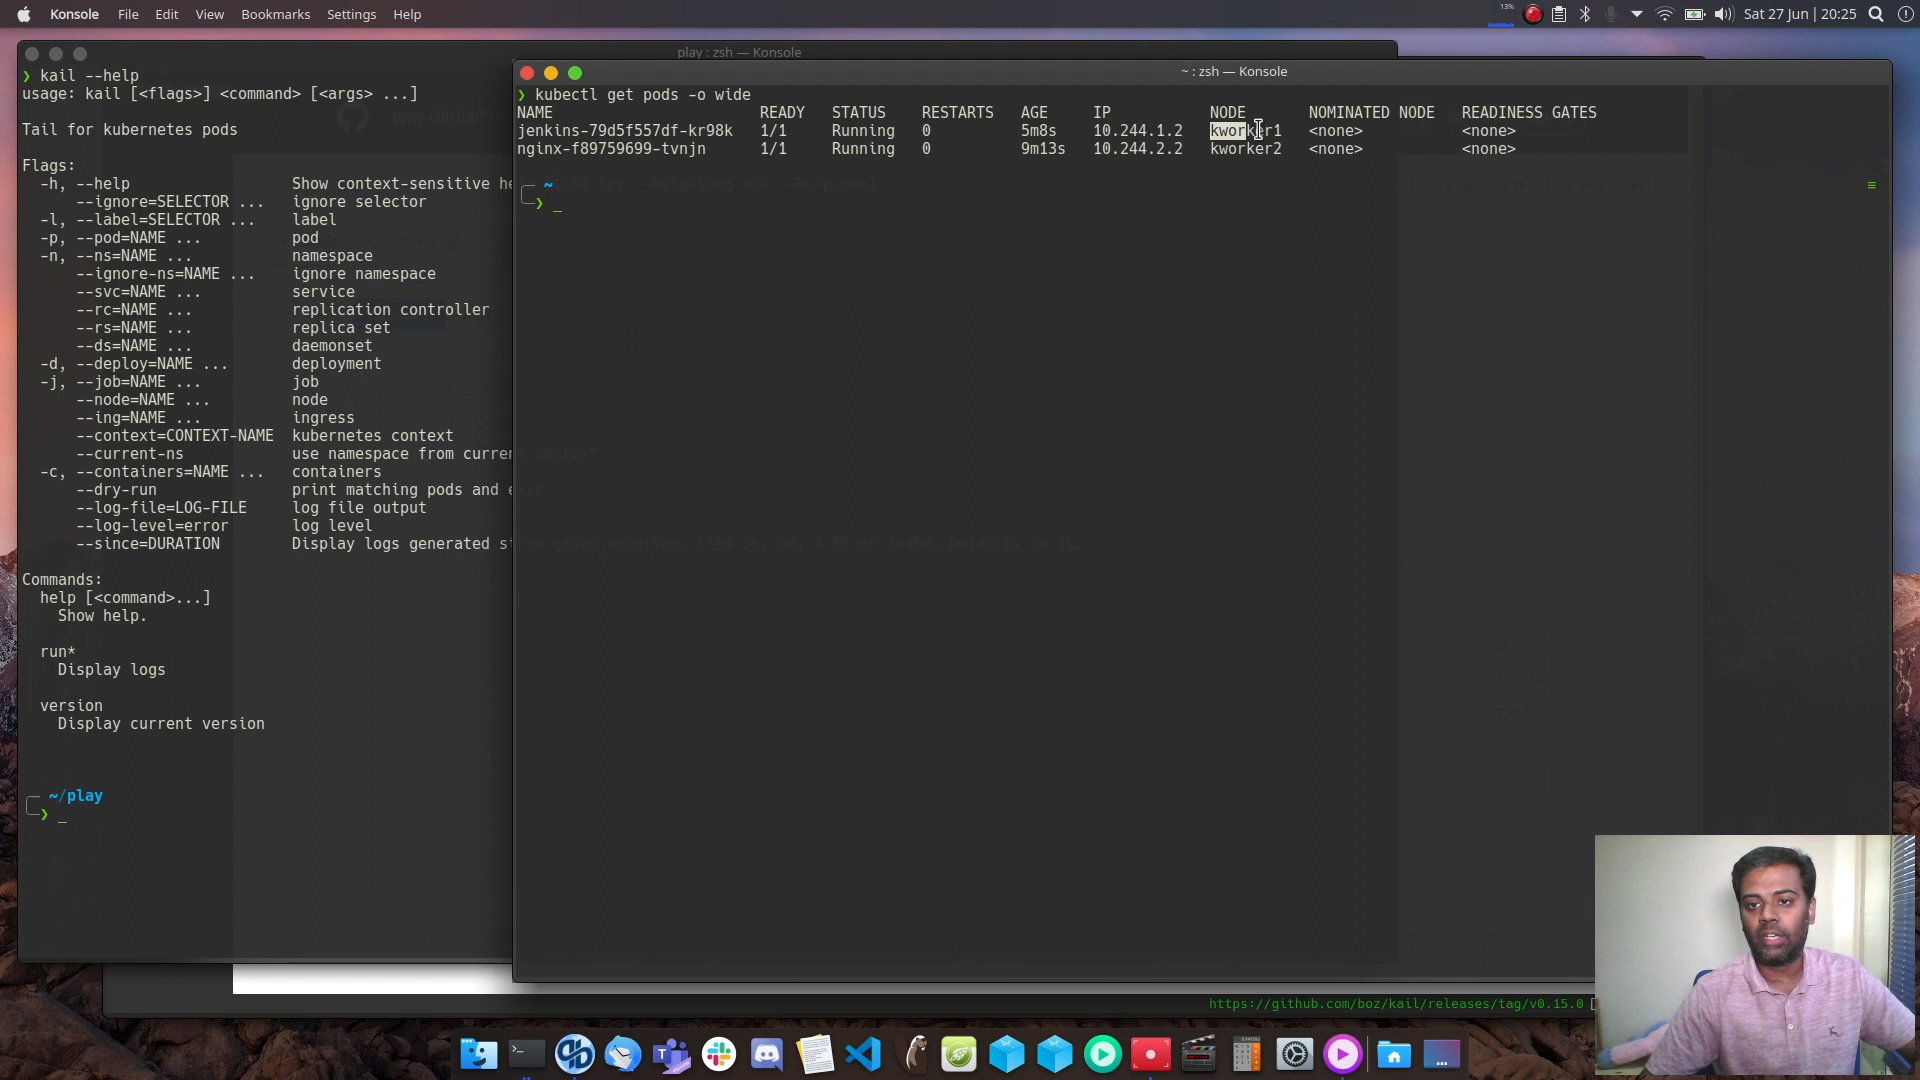 Konsole File Edit View Bookmarks Settings Help
13%
Sat 27 Jun | 20:25
play : zsh — Konsole
❯ kail --help
usage: kail [<flags>] <command> [<args> ...]
Tail for kubernetes pods
Flags:
-h, --help Show context-sensitive he
--ignore=SELECTOR ... ignore selector
-l, --label=SELECTOR ... label
-p, --pod=NAME ... pod
-n, --ns=NAME ... namespace
--ignore-ns=NAME ... ignore namespace
--svc=NAME ... service
--rc=NAME ... replication controller
--rs=NAME ... replica set
--ds=NAME ... daemonset
-d, --deploy=NAME ... deployment
-j, --job=NAME ... job
--node=NAME ... node
--ing=NAME ... ingress
--context=CONTEXT-NAME kubernetes context
--current-ns use namespace from curren
-c, --containers=NAME ... containers
--dry-run print matching pods and e
--log-file=LOG-FILE log file output
--log-level=error log level
--since=DURATION Display logs generated si
Commands:
help [<command>...]
Show help.
run*
Display logs
version
Display current version
~/play
❯ _
~ : zsh — Konsole
❯ kubectl get pods -o wide
NAME READY STATUS RESTARTS AGE IP NODE NOMINATED NODE READINESS GATES
jenkins-79d5f557df-kr98k 1/1 Running 0 5m8s 10.244.1.2 kworker1 <none> <none>
nginx-f89759699-tvnjn 1/1 Running 0 9m13s 10.244.2.2 kworker2 <none> <none>
~
❯ _
https://github.com/boz/kail/releases/tag/v0.15.0 [